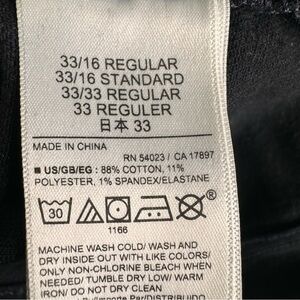 33/16 REGULAR
33/16 STANDARD
33/33 REGULAR
33 REGULER
日本 33
MADE IN CHINA
RN 54023 / CA 17897
■ US/GB/EG: 88% COTTON, 11%
POLYESTER, 1% SPANDEX/ELASTANE
30
1166
MACHINE WASH COLD/ WASH AND
DRY INSIDE OUT WITH LIKE COLORS/
ONLY NON-CHLORINE BLEACH WHEN
NEEDED/ TUMBLE DRY LOW/ WARM
IRON/ DO NOT DRY CLEAN
Par/DISTRIBUIDO